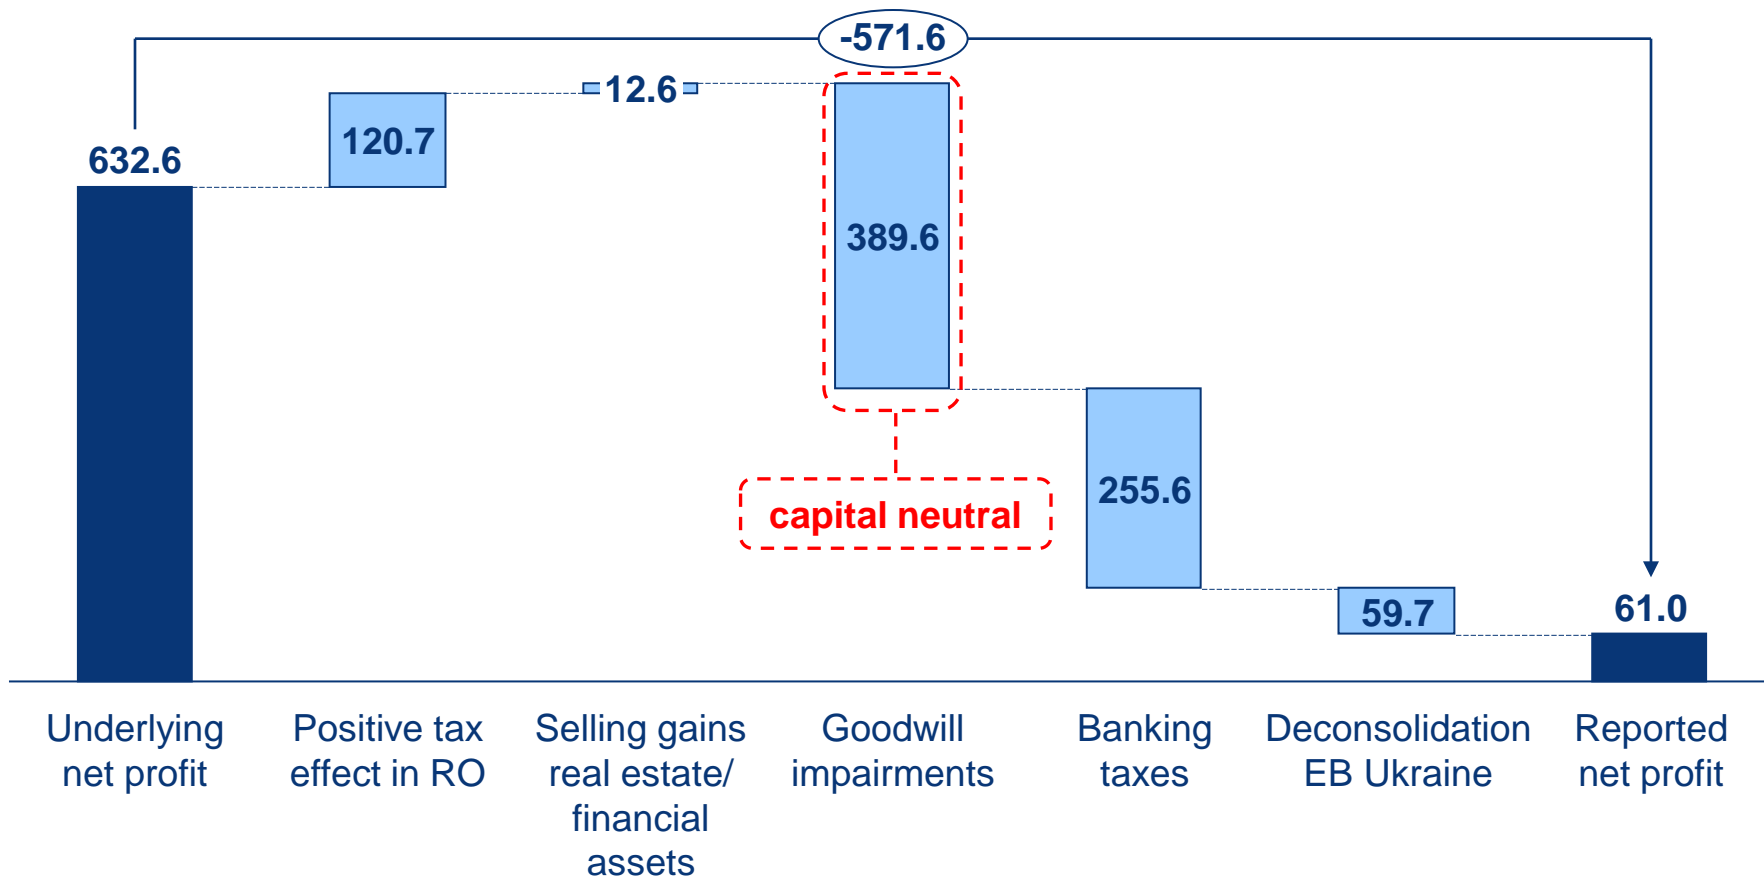 -571.6
12.6
120.7
632.6
389.6
255.6
capital neutral
59.7
61.0
Underlying
net profit
Positive tax
effect in RO
Selling gains
real estate/
financial
assets
Goodwill
impairments
Banking
taxes
Deconsolidation
EB Ukraine
Reported
net profit